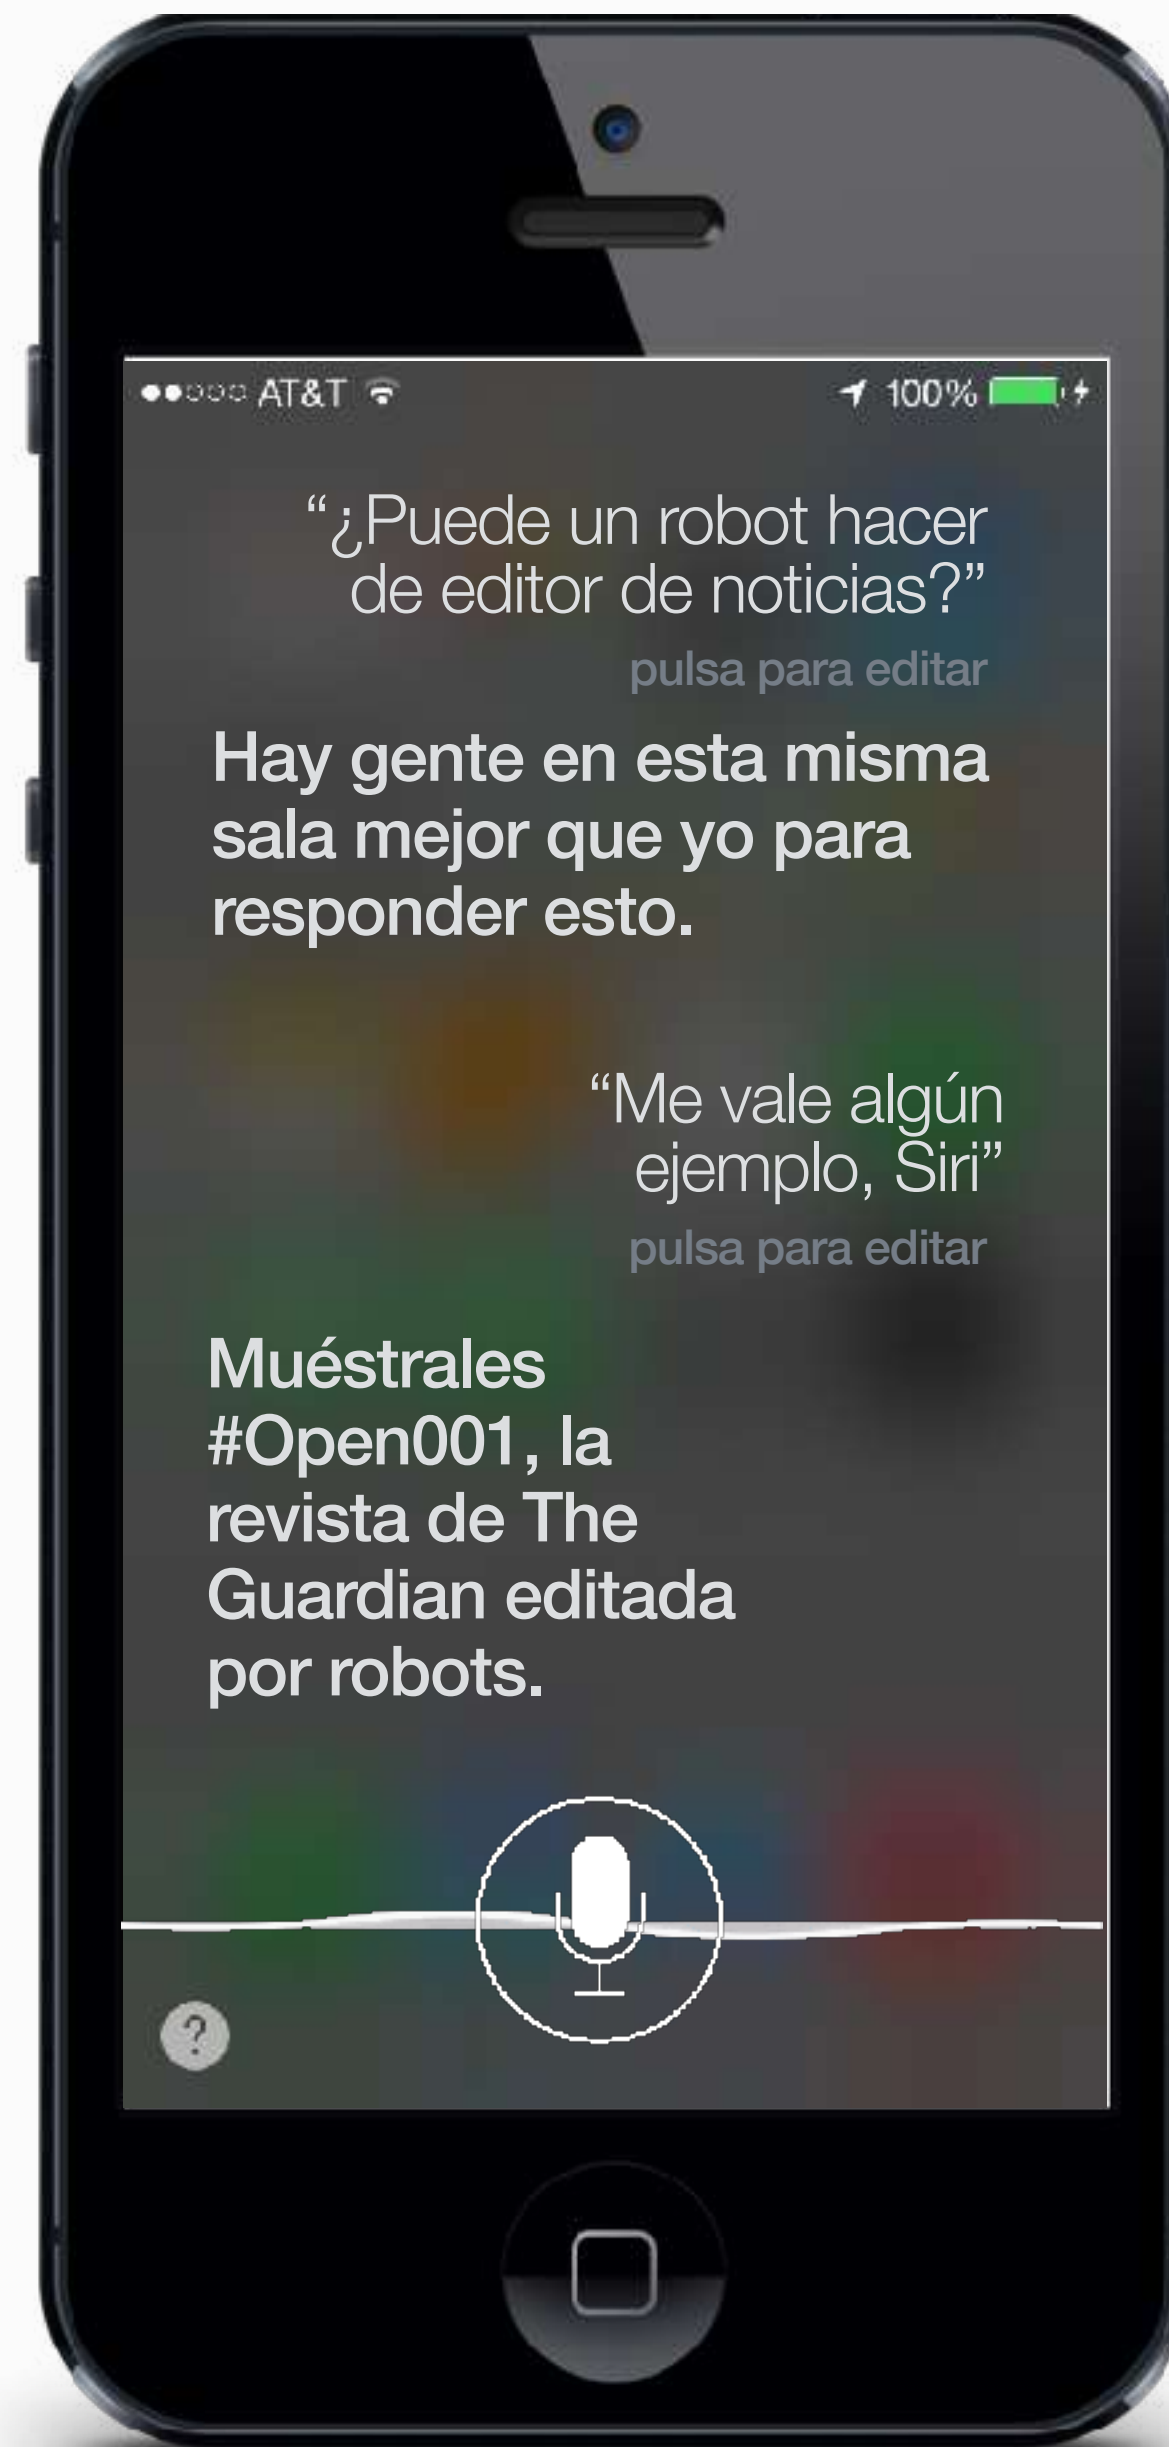 AT&T 100%
“¿Puede un robot hacer
de editor de noticias?”
pulsa para editar
Hay gente en esta misma
sala mejor que yo para
responder esto.
“Me vale algún
ejemplo, Siri”
pulsa para editar
Muéstrales
#Open001, la
revista de The
Guardian editada
por robots.
?